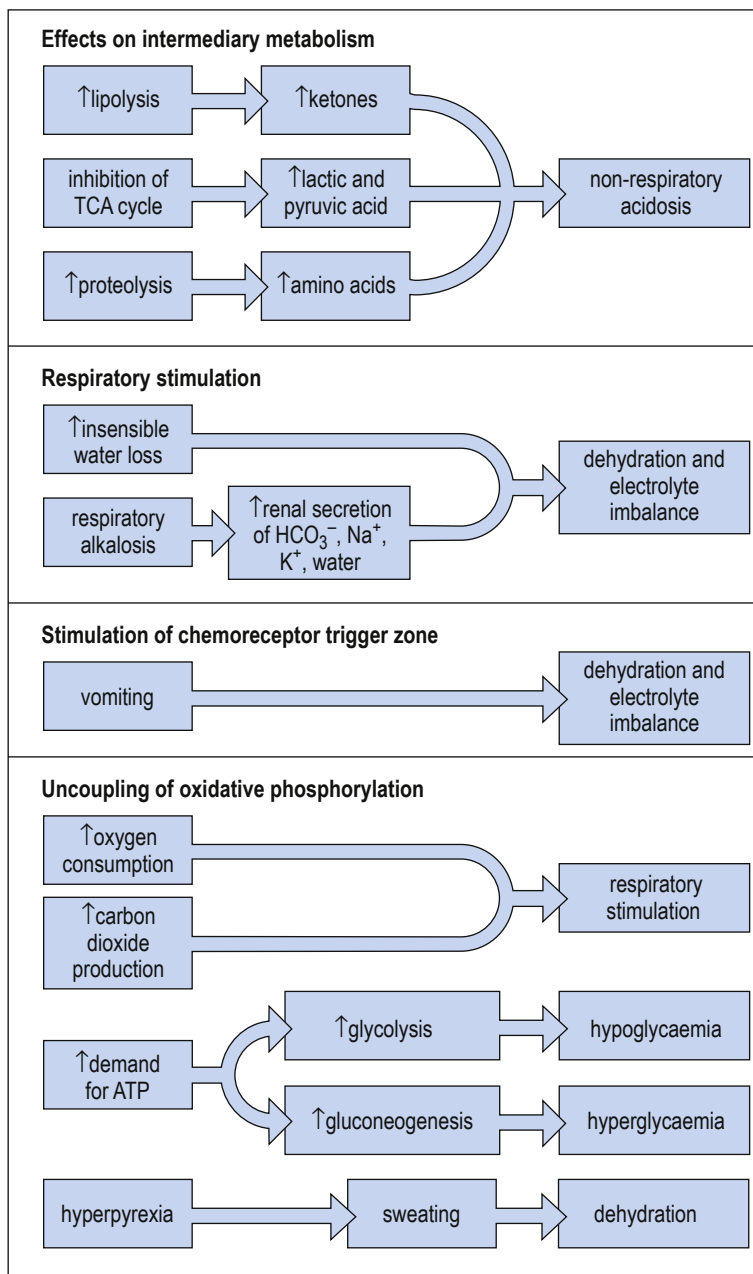 Effects on intermediary metabolism
↑lipolysis
↑ketones
inhibition of
TCA cycle
↑lactic and
pyruvic acid
non-respiratory
acidosis
↑proteolysis
↑amino acids
Respiratory stimulation
↑insensible
water loss
respiratory
alkalosis
↑renal secretion
of HCO₃⁻, Na⁺,
K⁺, water
dehydration and
electrolyte
imbalance
Stimulation of chemoreceptor trigger zone
vomiting
dehydration and
electrolyte
imbalance
Uncoupling of oxidative phosphorylation
↑oxygen
consumption
↑carbon
dioxide
production
respiratory
stimulation
↑demand
for ATP
↑glycolysis
hypoglycaemia
↑gluconeogenesis
hyperglycaemia
hyperpyrexia
sweating
dehydration